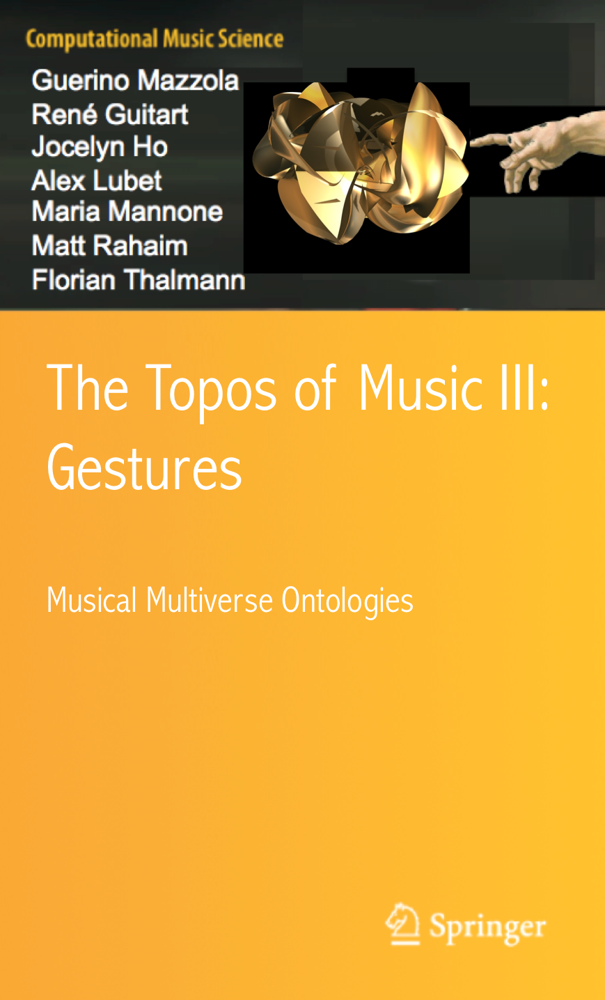 Computational Music Science
Guerino Mazzola
René Guitart
Jocelyn Ho
Alex Lubet
Maria Mannone
Matt Rahaim
Florian Thalmann
The Topos of Music III:
Gestures
Musical Multiverse Ontologies
Springer